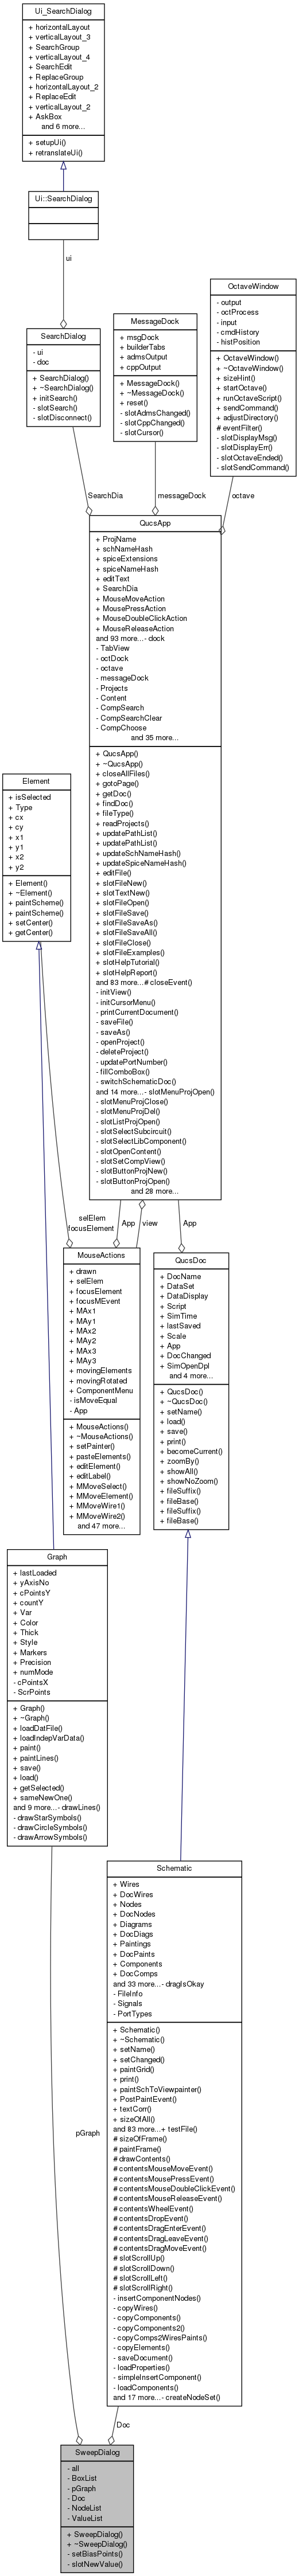 Ui_SearchDialog
+ horizontalLayout
+ verticalLayout_3
+ SearchGroup
+ verticalLayout_4
+ SearchEdit
+ ReplaceGroup
+ horizontalLayout_2
+ ReplaceEdit
+ verticalLayout_2
+ AskBox
and 6 more...
+ setupUi()
+ retranslateUi()
Ui::SearchDialog
ui
SearchDialog
- ui
- doc
+ SearchDialog()
+ ~SearchDialog()
+ initSearch()
- slotSearch()
- slotDisconnect()
MessageDock
+ msgDock
+ builderTabs
+ admsOutput
+ cppOutput
+ MessageDock()
+ ~MessageDock()
+ reset()
- slotAdmsChanged()
- slotCppChanged()
- slotCursor()
OctaveWindow
- output
- octProcess
- input
- cmdHistory
- histPosition
+ OctaveWindow()
+ ~OctaveWindow()
+ sizeHint()
+ startOctave()
+ runOctaveScript()
+ sendCommand()
+ adjustDirectory()
# eventFilter()
- slotDisplayMsg()
- slotDisplayErr()
- slotOctaveEnded()
- slotSendCommand()
SearchDia
messageDock
octave
QucsApp
+ ProjName
+ schNameHash
+ spiceExtensions
+ spiceNameHash
+ editText
+ SearchDia
+ MouseMoveAction
+ MousePressAction
+ MouseDoubleClickAction
+ MouseReleaseAction
and 93 more...- dock
- TabView
- octDock
- octave
- messageDock
- Projects
- Content
- CompSearch
- CompSearchClear
- CompChoose
and 35 more...
+ QucsApp()
+ ~QucsApp()
+ closeAllFiles()
+ gotoPage()
+ getDoc()
+ findDoc()
+ fileType()
+ readProjects()
+ updatePathList()
+ updatePathList()
+ updateSchNameHash()
+ updateSpiceNameHash()
+ editFile()
+ slotFileNew()
+ slotTextNew()
+ slotFileOpen()
+ slotFileSave()
+ slotFileSaveAs()
+ slotFileSaveAll()
+ slotFileClose()
+ slotFileExamples()
+ slotHelpTutorial()
+ slotHelpReport()
and 83 more...# closeEvent()
- initView()
- initCursorMenu()
- printCurrentDocument()
- saveFile()
- saveAs()
- openProject()
- deleteProject()
- updatePortNumber()
- fillComboBox()
- switchSchematicDoc()
and 14 more...- slotMenuProjOpen()
- slotMenuProjClose()
- slotMenuProjDel()
- slotListProjOpen()
- slotSelectSubcircuit()
- slotSelectLibComponent()
- slotOpenContent()
- slotSetCompView()
- slotButtonProjNew()
- slotButtonProjOpen()
and 28 more...
Element
+ isSelected
+ Type
+ cx
+ cy
+ x1
+ y1
+ x2
+ y2
+ Element()
+ ~Element()
+ paintScheme()
+ paintScheme()
+ setCenter()
+ getCenter()
selElem
focusElement
App
view
App
MouseActions
+ drawn
+ selElem
+ focusElement
+ focusMEvent
+ MAx1
+ MAy1
+ MAx2
+ MAy2
+ MAx3
+ MAy3
+ movingElements
+ movingRotated
+ ComponentMenu
- isMoveEqual
- App
+ MouseActions()
+ ~MouseActions()
+ setPainter()
+ pasteElements()
+ editElement()
+ editLabel()
+ MMoveSelect()
+ MMoveElement()
+ MMoveWire1()
+ MMoveWire2()
and 47 more...
QucsDoc
+ DocName
+ DataSet
+ DataDisplay
+ Script
+ SimTime
+ lastSaved
+ Scale
+ App
+ DocChanged
+ SimOpenDpl
and 4 more...
+ QucsDoc()
+ ~QucsDoc()
+ setName()
+ load()
+ save()
+ print()
+ becomeCurrent()
+ zoomBy()
+ showAll()
+ showNoZoom()
+ fileSuffix()
+ fileBase()
+ fileSuffix()
+ fileBase()
Graph
+ lastLoaded
+ yAxisNo
+ cPointsY
+ countY
+ Var
+ Color
+ Thick
+ Style
+ Markers
+ Precision
+ numMode
- cPointsX
- ScrPoints
+ Graph()
+ ~Graph()
+ loadDatFile()
+ loadIndepVarData()
+ paint()
+ paintLines()
+ save()
+ load()
+ getSelected()
+ sameNewOne()
and 9 more...- drawLines()
- drawStarSymbols()
- drawCircleSymbols()
- drawArrowSymbols()
Schematic
+ Wires
+ DocWires
+ Nodes
+ DocNodes
+ Diagrams
+ DocDiags
+ Paintings
+ DocPaints
+ Components
+ DocComps
and 33 more...- dragIsOkay
- FileInfo
- Signals
- PortTypes
+ Schematic()
+ ~Schematic()
+ setName()
+ setChanged()
+ paintGrid()
+ print()
+ paintSchToViewpainter()
+ PostPaintEvent()
+ textCorr()
+ sizeOfAll()
and 83 more...+ testFile()
# sizeOfFrame()
# paintFrame()
# drawContents()
# contentsMouseMoveEvent()
# contentsMousePressEvent()
# contentsMouseDoubleClickEvent()
# contentsMouseReleaseEvent()
# contentsWheelEvent()
# contentsDropEvent()
# contentsDragEnterEvent()
# contentsDragLeaveEvent()
# contentsDragMoveEvent()
# slotScrollUp()
# slotScrollDown()
# slotScrollLeft()
# slotScrollRight()
- insertComponentNodes()
- copyWires()
- copyComponents()
- copyComponents2()
- copyComps2WiresPaints()
- copyElements()
- saveDocument()
- loadProperties()
- simpleInsertComponent()
- loadComponents()
and 17 more...- createNodeSet()
pGraph
Doc
SweepDialog
- all
- BoxList
- pGraph
- Doc
- NodeList
- ValueList
+ SweepDialog()
+ ~SweepDialog()
- setBiasPoints()
- slotNewValue()